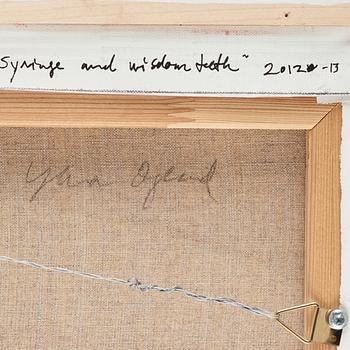 syringe and wisdom teeth" 2012-13
Ylva Ogland